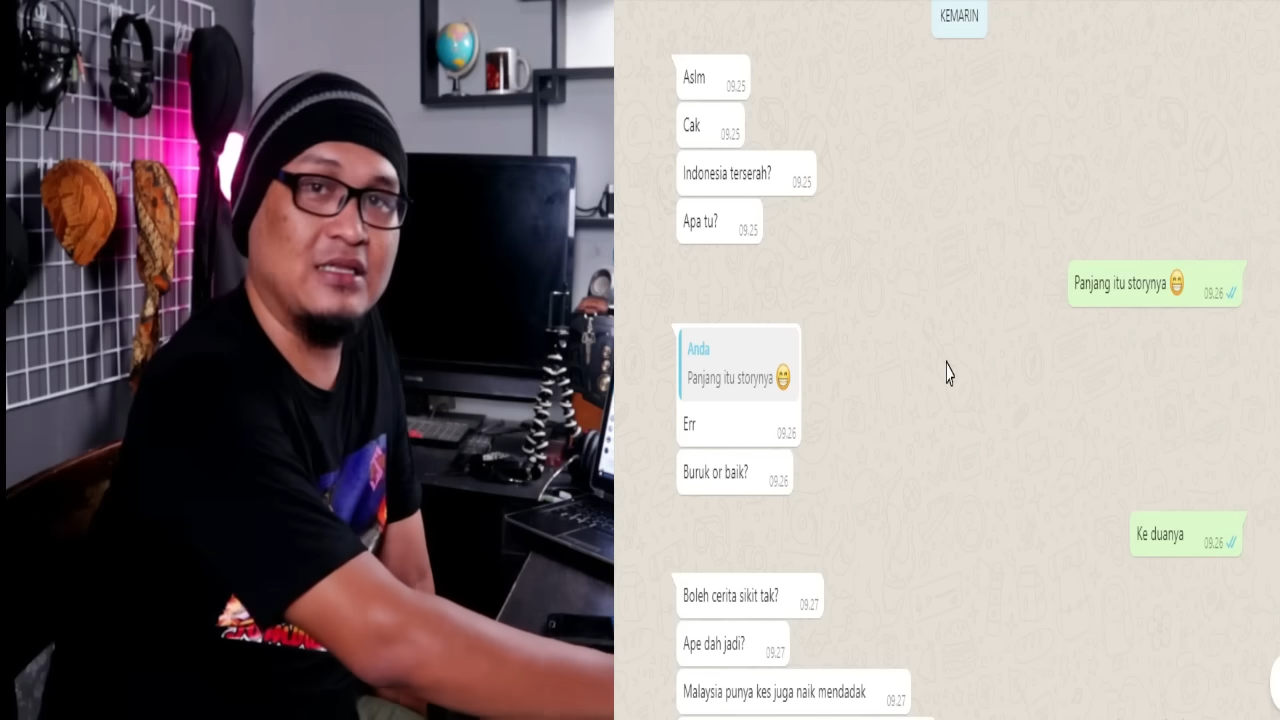 KEMARIN
Aslm
09.25
Cak
09.25
Indonesia terserah?
09.25
Apa tu?
09.25
Panjang itu storynya 😁
09.26
Anda
Panjang itu storynya 😁
Err
09.26
Buruk or baik?
09.26
Ke duanya
09.26
Boleh cerita sikit tak?
09.27
Ape dah jadi?
09.27
Malaysia punya kes juga naik mendadak
09.27